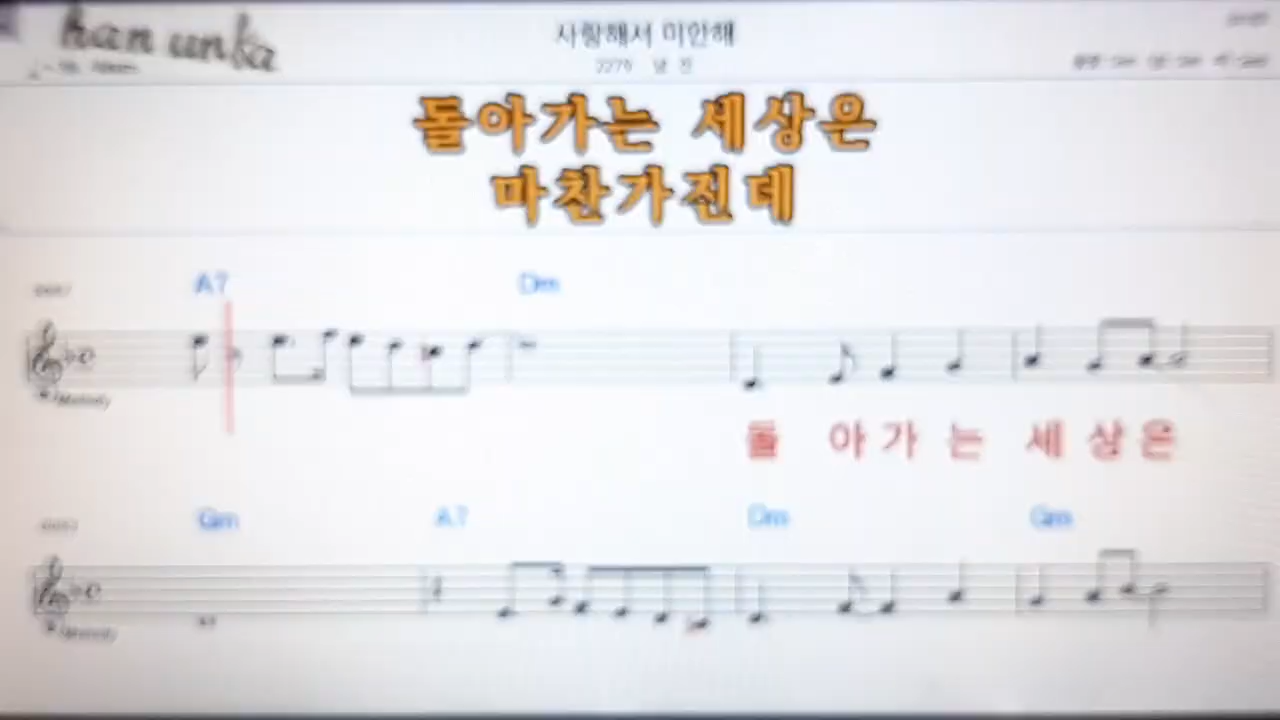 han unka
사랑해서 미안해
2279 남 진
돌아가는 세상은
마찬가진데
A7 Dm
돌 아 가 는 세 상 은
Gm A7 Dm Gm